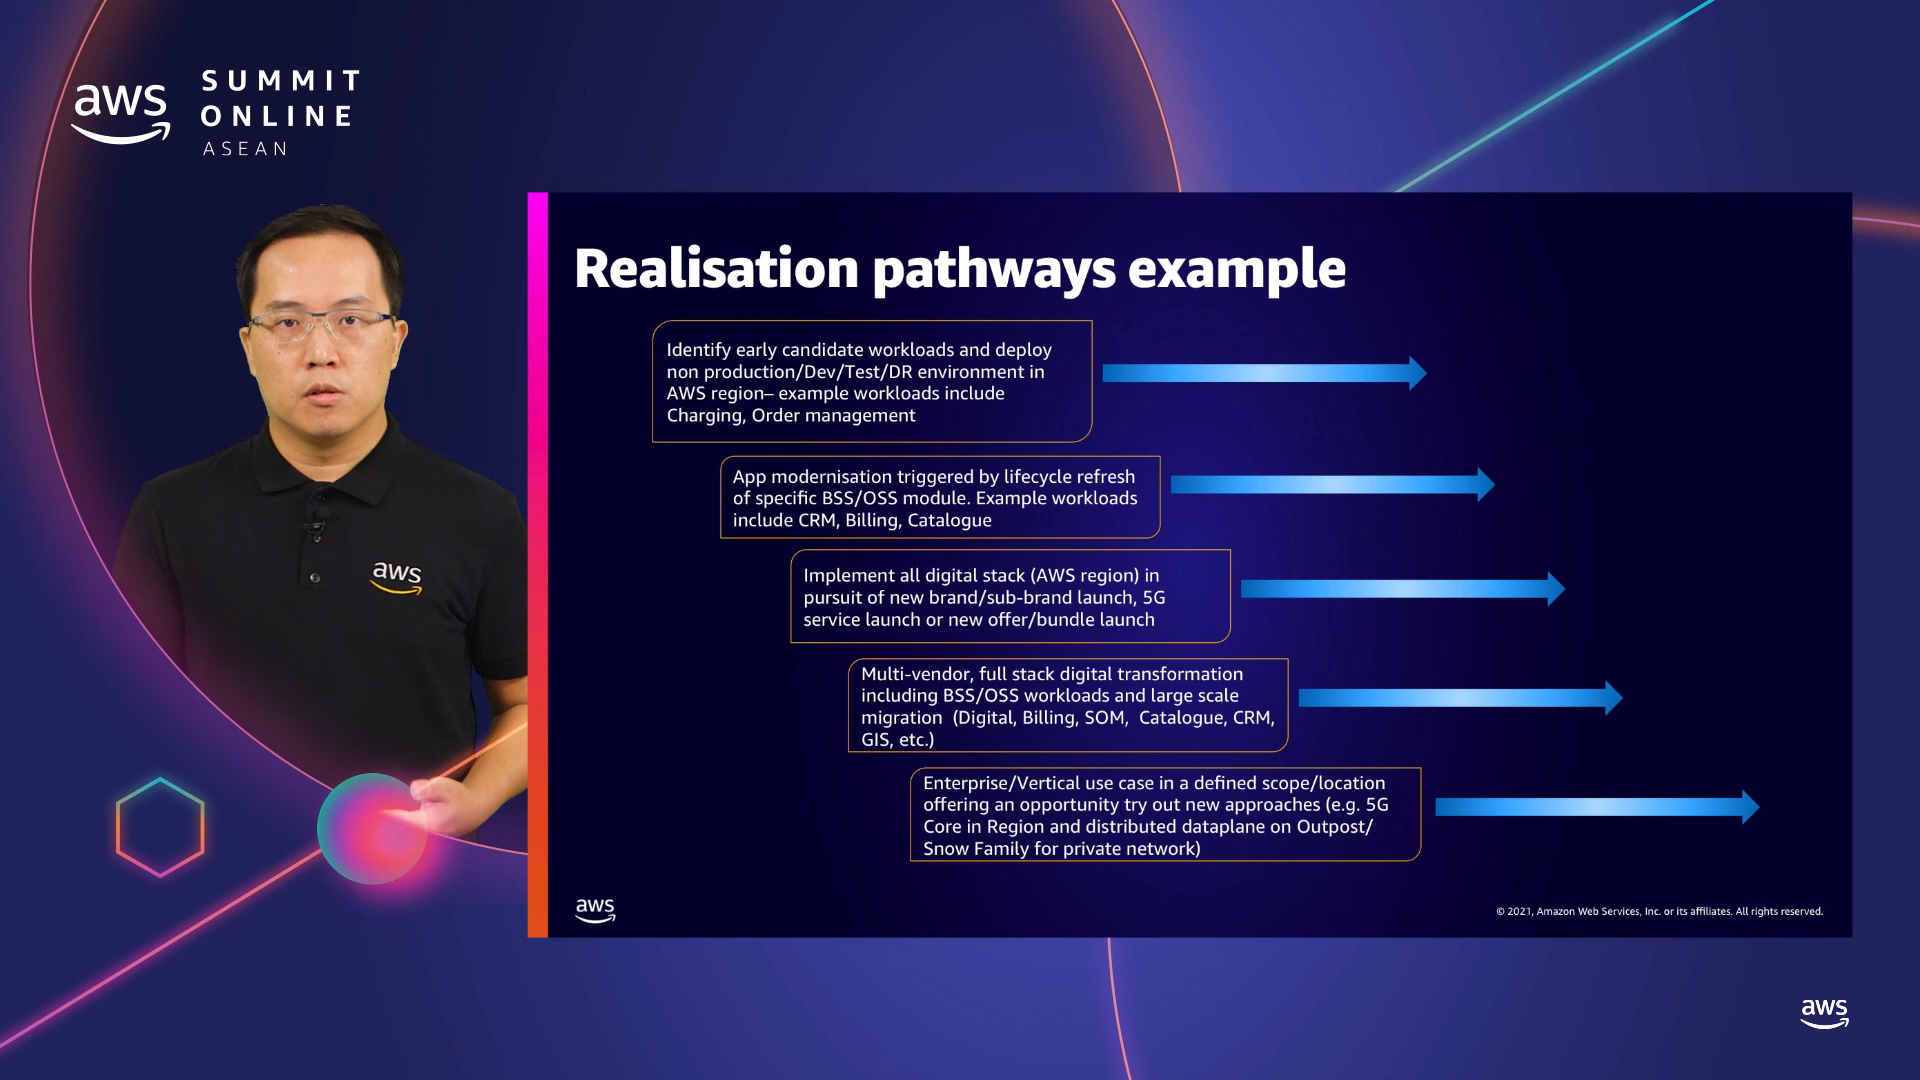 aws
SUMMIT
ONLINE
ASEAN
Realisation pathways example
Identify early candidate workloads and deploy
non production/Dev/Test/DR environment in
AWS region– example workloads include
Charging, Order management
App modernisation triggered by lifecycle refresh
of specific BSS/OSS module. Example workloads
include CRM, Billing, Catalogue
Implement all digital stack (AWS region) in
pursuit of new brand/sub-brand launch, 5G
service launch or new offer/bundle launch
Multi-vendor, full stack digital transformation
including BSS/OSS workloads and large scale
migration  (Digital, Billing, SOM,  Catalogue, CRM,
GIS, etc.)
Enterprise/Vertical use case in a defined scope/location
offering an opportunity try out new approaches (e.g. 5G
Core in Region and distributed dataplane on Outpost/
Snow Family for private network)
aws
aws
© 2021, Amazon Web Services, Inc. or its affiliates. All rights reserved.
aws